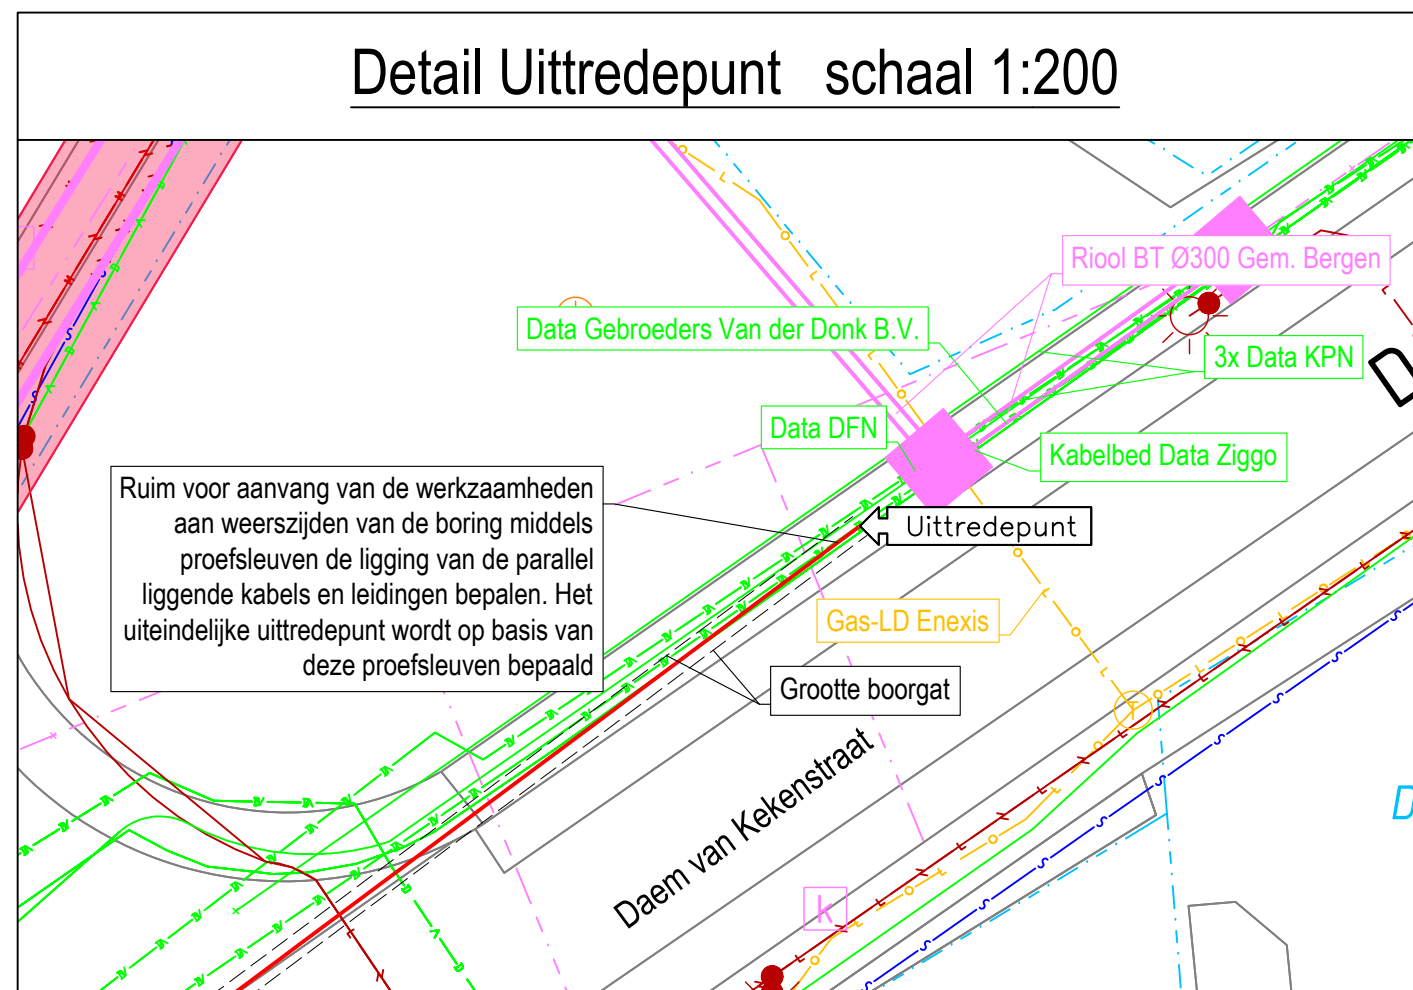 Detail Uittredepunt schaal 1:200
Riool BT Ø300 Gem. Bergen
Data Gebroeders Van der Donk B.V.
3x Data KPN
Data DFN
Kabelbed Data Ziggo
Ruim voor aanvang van de werkzaamheden
aan weerszijden van de boring middels
proefsleuven de ligging van de parallel
liggende kabels en leidingen bepalen. Het
uiteindelijke uittredepunt wordt op basis van
deze proefsleuven bepaald
Uittredepunt
Gas-LD Enexis
Grootte boorgat
Daem van Kekenstraat
k
T
D
D